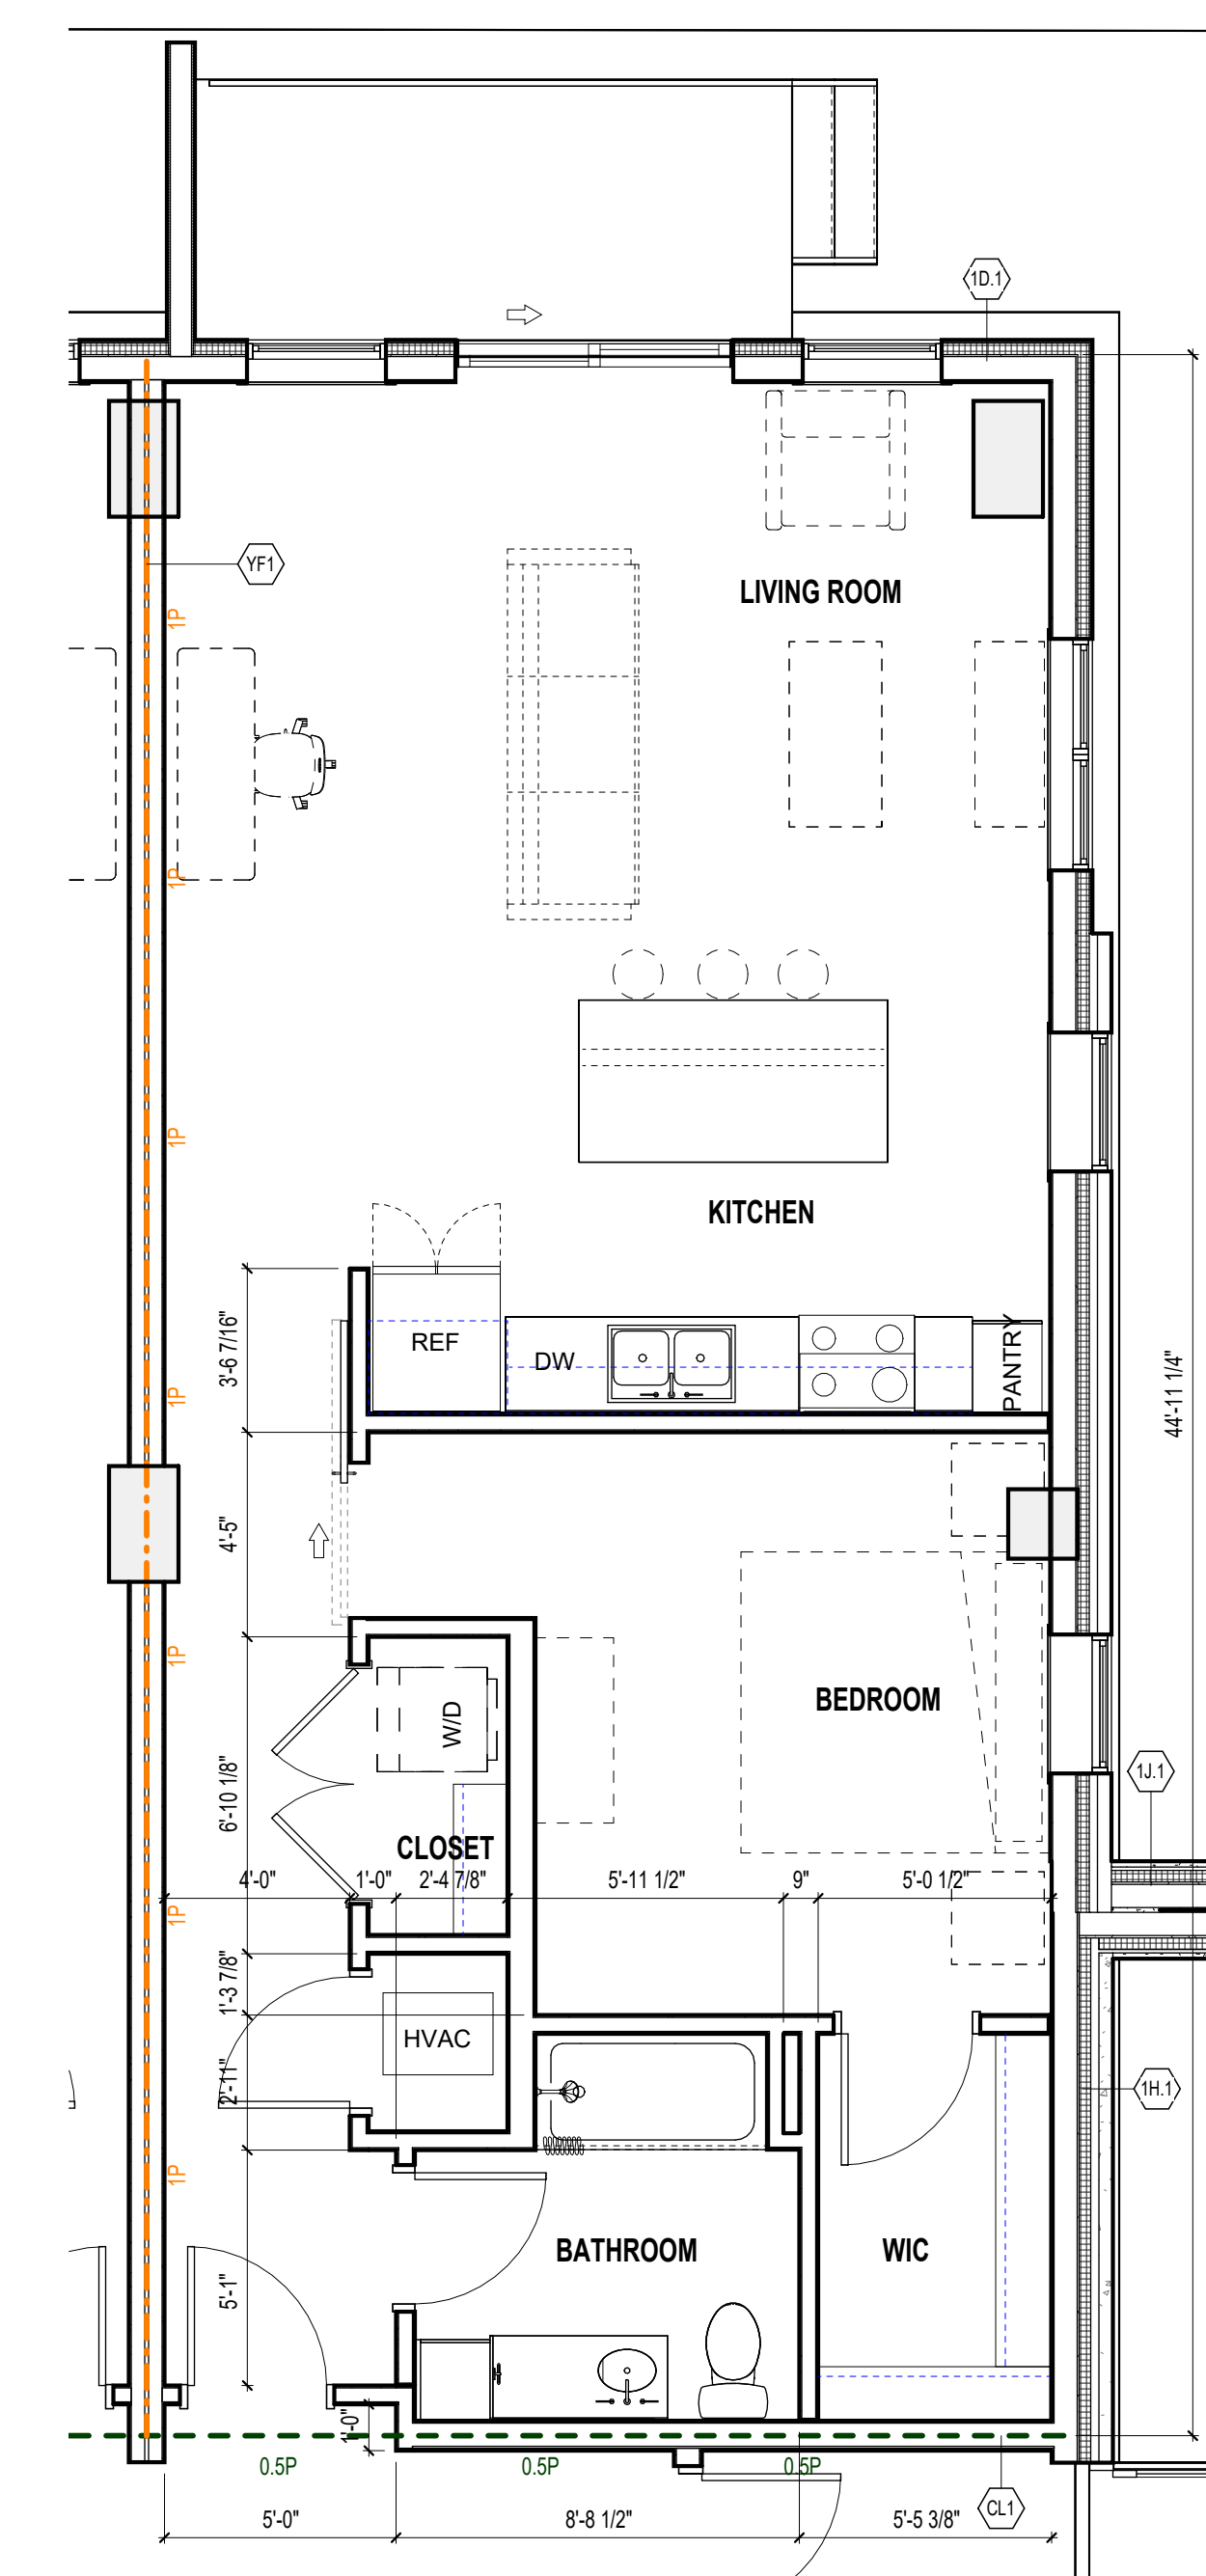 1D.1
YF1
LIVING ROOM
1P
1P
1P
KITCHEN
3'-6 7/16"
REF
DW
PANTRY
44'-11 1/4"
1P
4'-5"
1P
W/D
BEDROOM
1J.1
6'-10 1/8"
CLOSET
4'-0"
1'-0"
2'-4 7/8"
5'-11 1/2"
9"
5'-0 1/2"
1P
1'-3 7/8"
HVAC
2'-11"
1H.1
1P
BATHROOM
WIC
5'-1"
1'-0"
0.5P
0.5P
0.5P
CL1
5'-0"
8'-8 1/2"
5'-5 3/8"